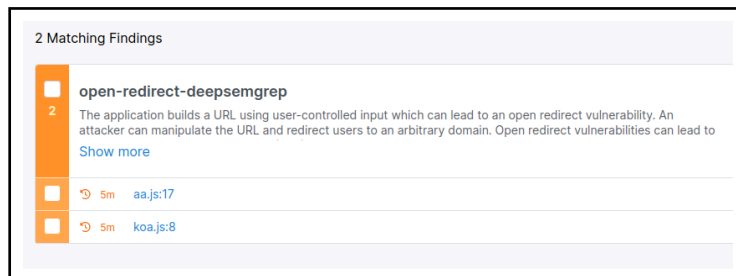 2 Matching Findings
open-redirect-deepsemgrep
2
The application builds a URL using user-controlled input which can lead to an open redirect vulnerability. An
attacker can manipulate the URL and redirect users to an arbitrary domain. Open redirect vulnerabilities can lead to
Show more
5m aa.js:17
5m koa.js:8